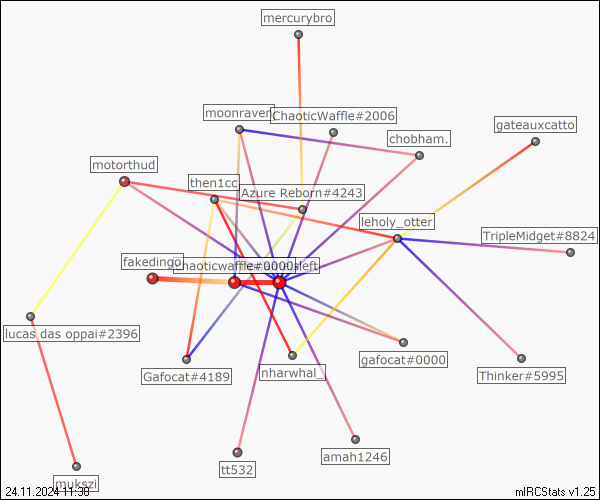 mercurybro
moonraven
ChaoticWaffle#2006
chobham.
gateauxcatto
motorthud
then1cc
Azure Reborn#4243
leholy_otter
TripleMidget#8824
fakedingo
chaoticwaffle#0000
left
lucas das oppai#2396
Gafocat#4189
nharwhal_
gafocat#0000
Thinker#5995
tt532
amah1246
mukszi
24.11.2024 11:38
mIRCStats v1.25